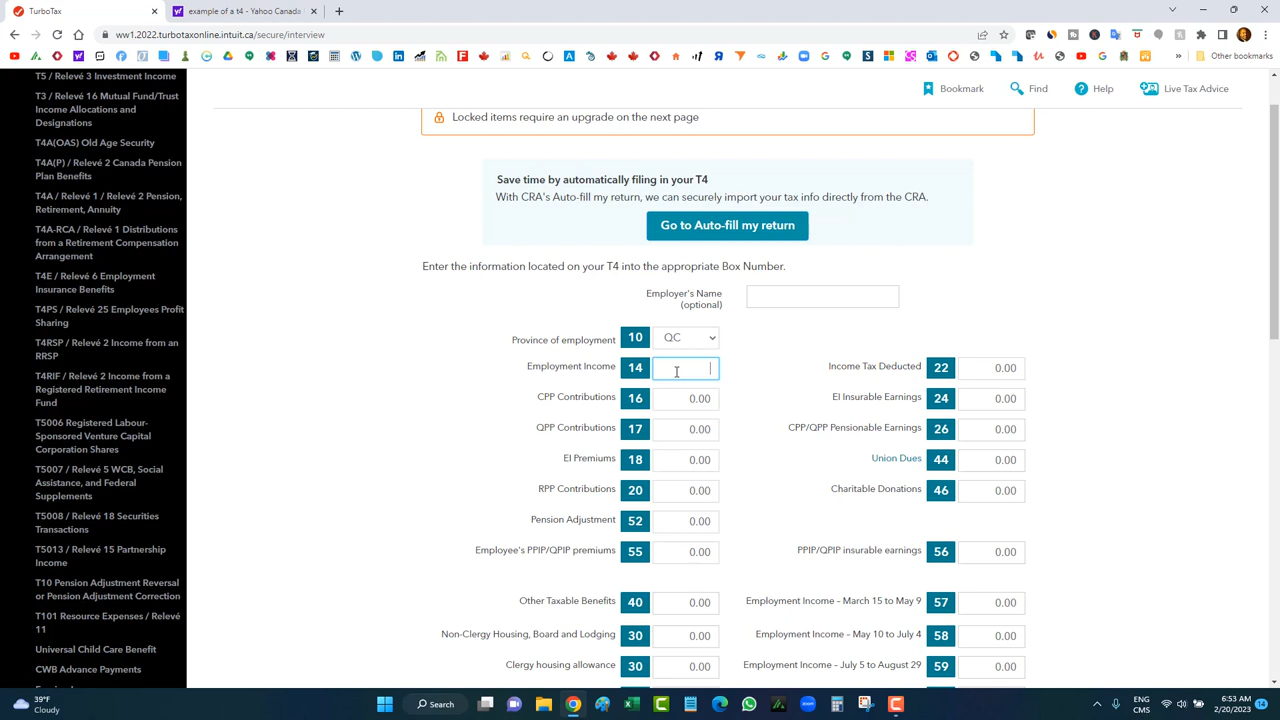 TurboTax
example of a t4 - Yahoo Canada
ww1.2022.turbotaxonline.intuit.ca/secure/interview
Other bookmarks
Bookmark
Find
Help
Live Tax Advice
T5 / Relevé 3 Investment Income
T3 / Relevé 16 Mutual Fund/Trust
Income Allocations and
Designations
T4A(OAS) Old Age Security
T4A(P) / Relevé 2 Canada Pension
Plan Benefits
T4A / Relevé 1 / Relevé 2 Pension,
Retirement, Annuity
T4A-RCA / Relevé 1 Distributions
from a Retirement Compensation
Arrangement
T4E / Relevé 6 Employment
Insurance Benefits
T4PS / Relevé 25 Employees Profit
Sharing
T4RSP / Relevé 2 Income from an
RRSP
T4RIF / Relevé 2 Income from a
Registered Retirement Income
Fund
T5006 Registered Labour-
Sponsored Venture Capital
Corporation Shares
T5007 / Relevé 5 WCB, Social
Assistance, and Federal
Supplements
T5008 / Relevé 18 Securities
Transactions
T5013 / Relevé 15 Partnership
Income
T10 Pension Adjustment Reversal
or Pension Adjustment Correction
T101 Resource Expenses / Relevé
11
Universal Child Care Benefit
CWB Advance Payments
Locked items require an upgrade on the next page
Save time by automatically filing in your T4
With CRA's Auto-fill my return, we can securely import your tax info directly from the CRA.
Go to Auto-fill my return
Enter the information located on your T4 into the appropriate Box Number.
Employer's Name
(optional)
Province of employment 10 QC
Employment Income 14 Income Tax Deducted 22 0.00
CPP Contributions 16 0.00 EI Insurable Earnings 24 0.00
QPP Contributions 17 0.00 CPP/QPP Pensionable Earnings 26 0.00
EI Premiums 18 0.00 Union Dues 44 0.00
RPP Contributions 20 0.00 Charitable Donations 46 0.00
Pension Adjustment 52 0.00
Employee's PPIP/QPIP premiums 55 0.00 PPIP/QPIP insurable earnings 56 0.00
Other Taxable Benefits 40 0.00 Employment Income – March 15 to May 9 57 0.00
Non-Clergy Housing, Board and Lodging 30 0.00 Employment Income – May 10 to July 4 58 0.00
Clergy housing allowance 30 0.00 Employment Income – July 5 to August 29 59 0.00
39°F
Cloudy
Search
ENG
CMS
6:53 AM
2/20/2023